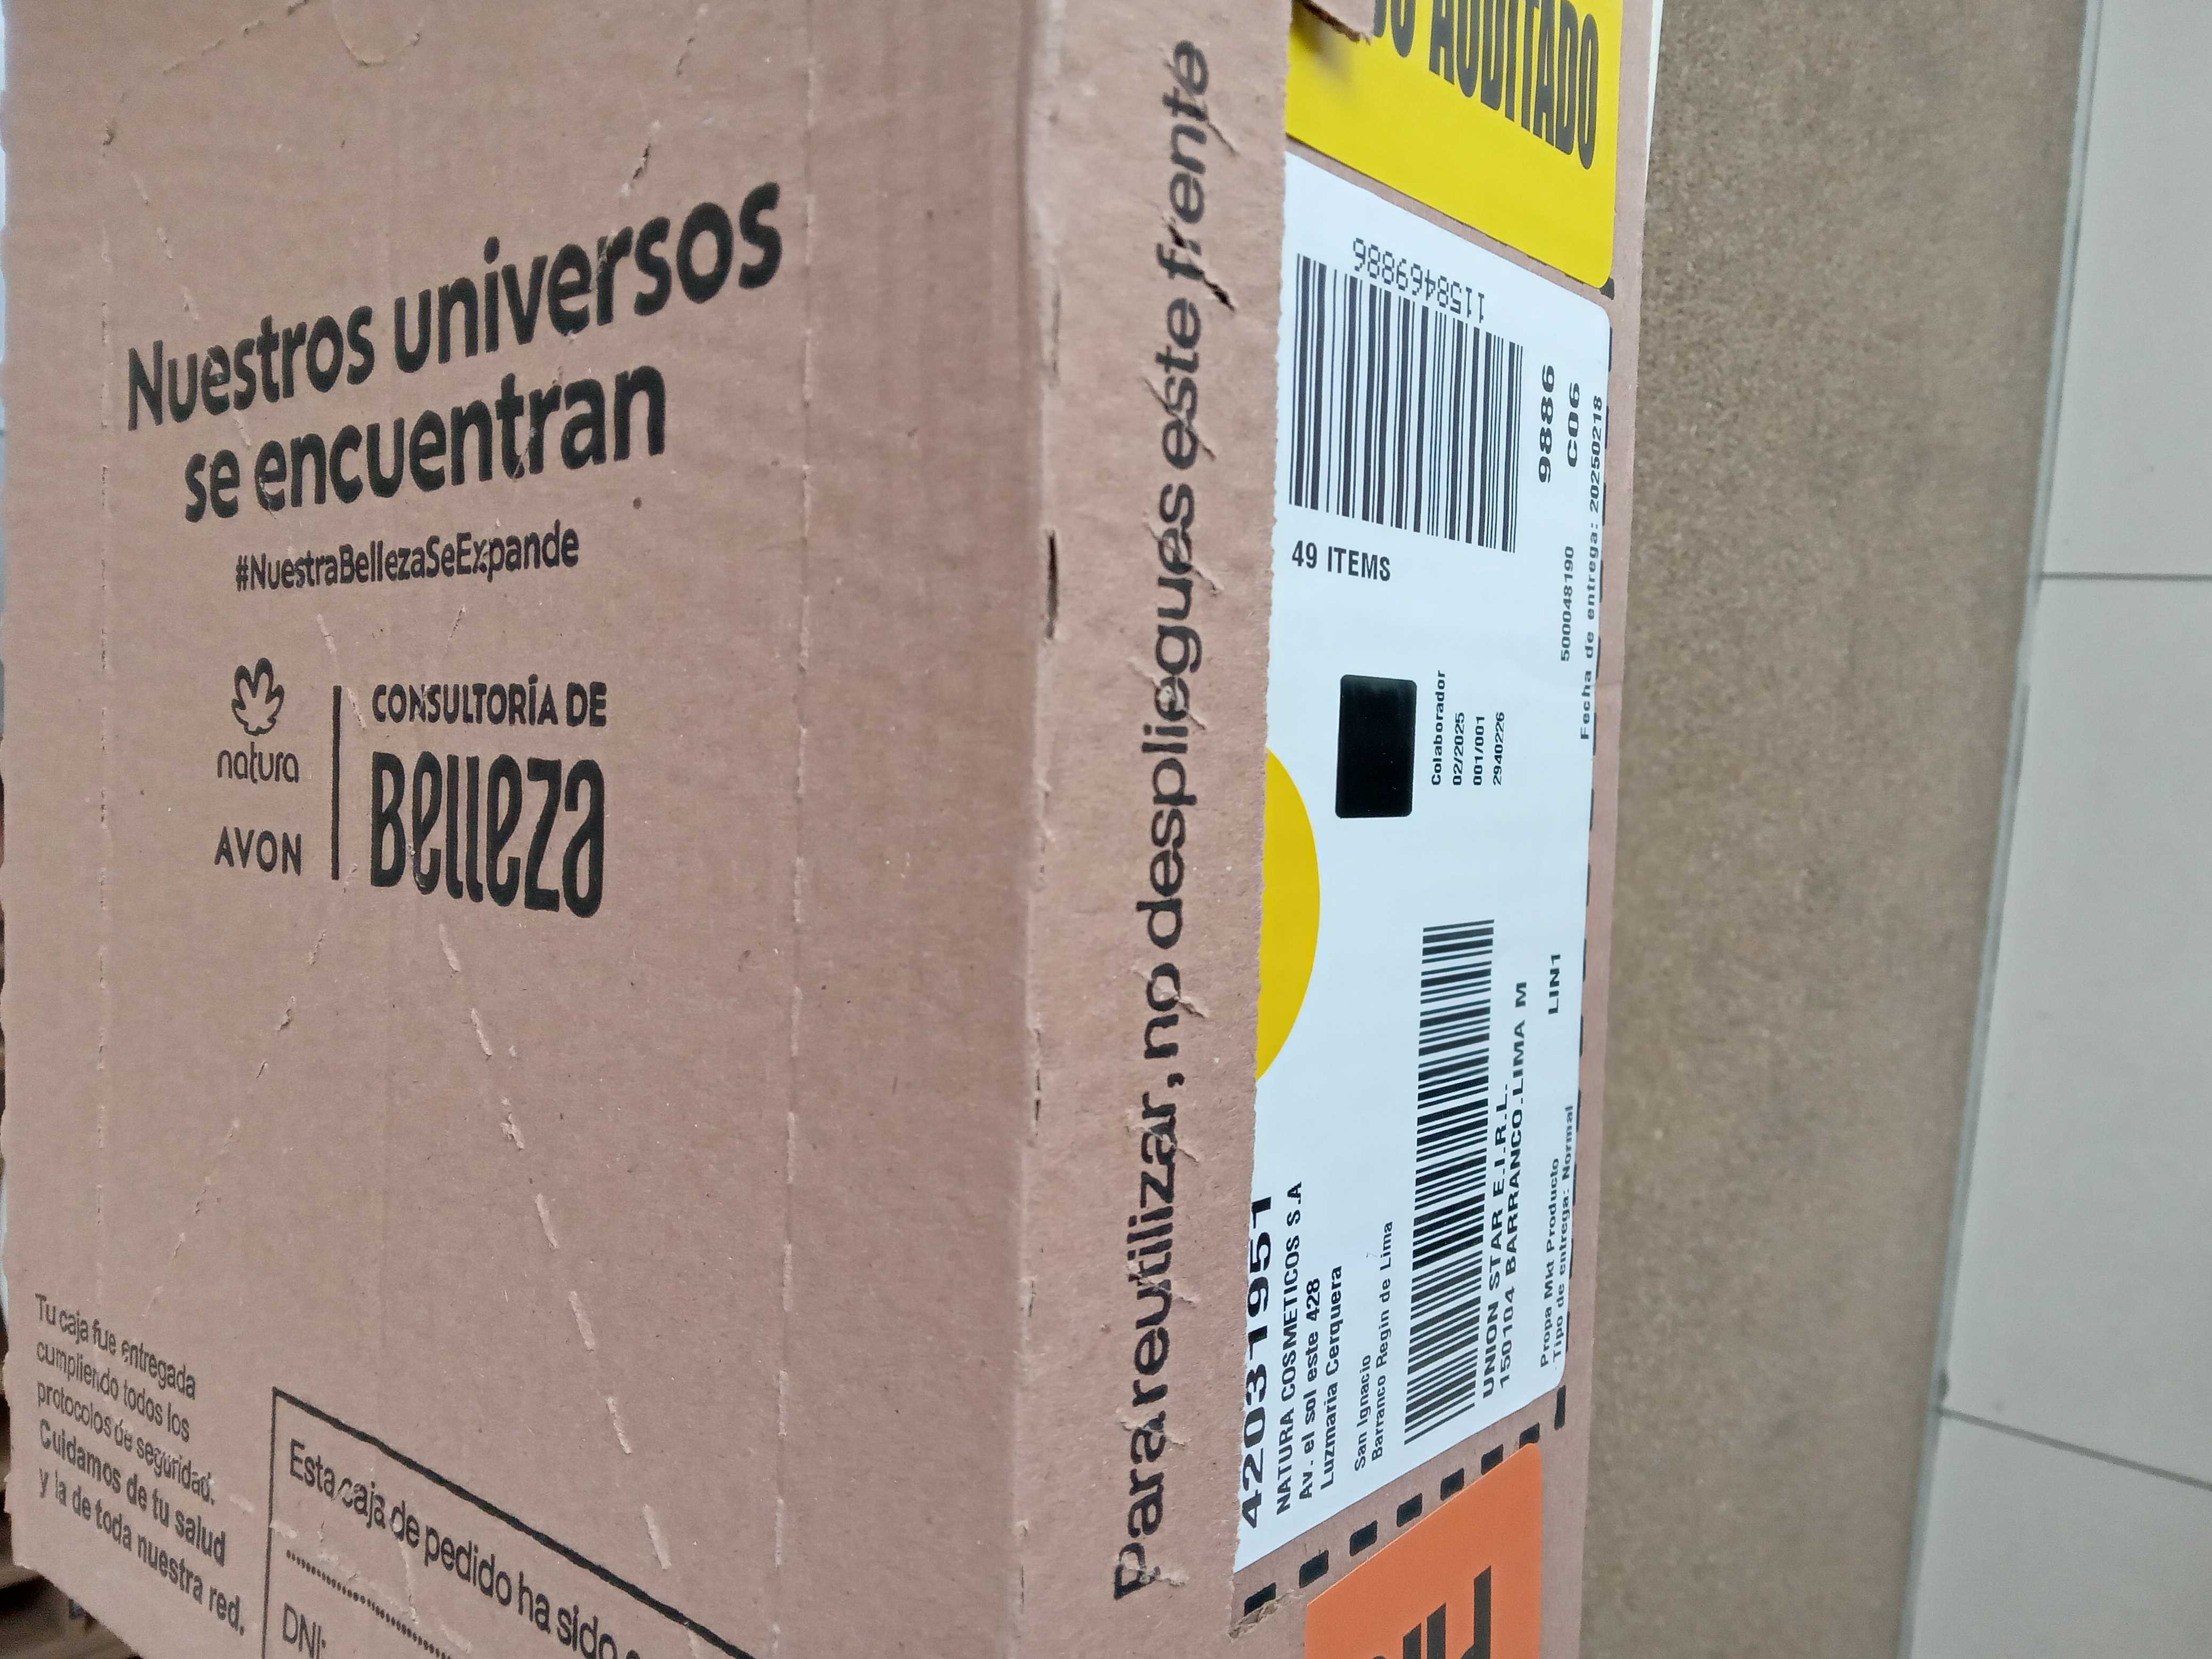 Nuestros universos
se encuentran
#NuestraBellezaSeExpande
natura
AVON
CONSULTORÍA DE
Belleza
Tu caja fue entregada
cumpliendo todos los
protocolos de seguridad.
Cuidamos de tu salud
y la de toda nuestra red.
Esta caja de pedido ha sido
DNI:
Para reutilizar, no despliegues este frente
AUDITADO
1158469886
49 ITEMS
9886
C06
Colaborador
02/2025
001/001
2940226
500048190
Fecha de entrega: 20250218
4203 1951
NATURA COSMETICOS S.A
Av. el sol este 428
Luzmaria Cerquera
San Ignacio
Barranco Regin de Lima
UNION STAR E.I.R.L.
150104 BARRANCO.LIMA M
LIN1
Propa Mkt Producto
Tipo de entrega: Normal